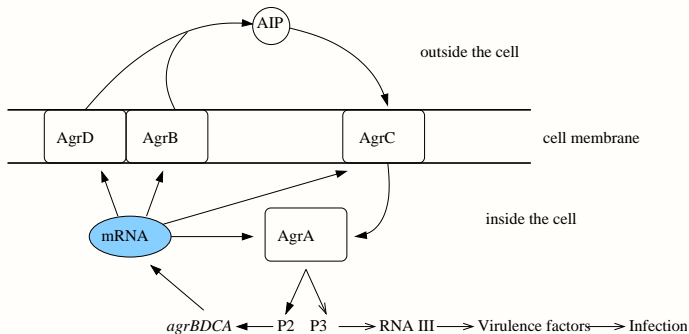 AIP
outside the cell
AgrD AgrB AgrC cell membrane
inside the cell
mRNA AgrA
agrBDCA P2 P3 RNA III Virulence factors Infection